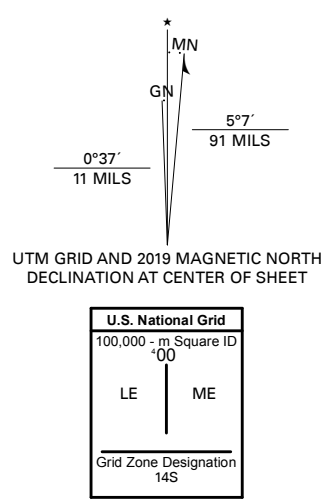 ★
MN
GN
5°7´
91 MILS
0°37´
11 MILS
UTM GRID AND 2019 MAGNETIC NORTH
DECLINATION AT CENTER OF SHEET
U.S. National Grid
100,000 - m Square ID
⁴00
LE ME
Grid Zone Designation
14S